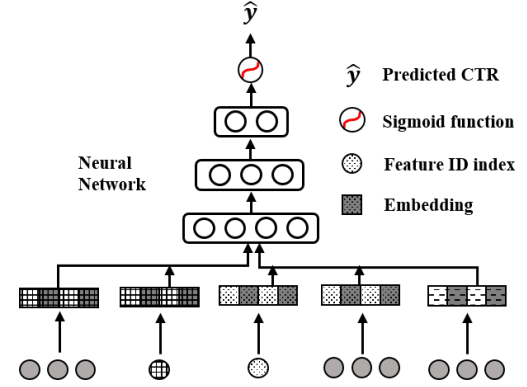 ŷ
ŷ Predicted CTR
Sigmoid function
Neural
Network
Feature ID index
Embedding